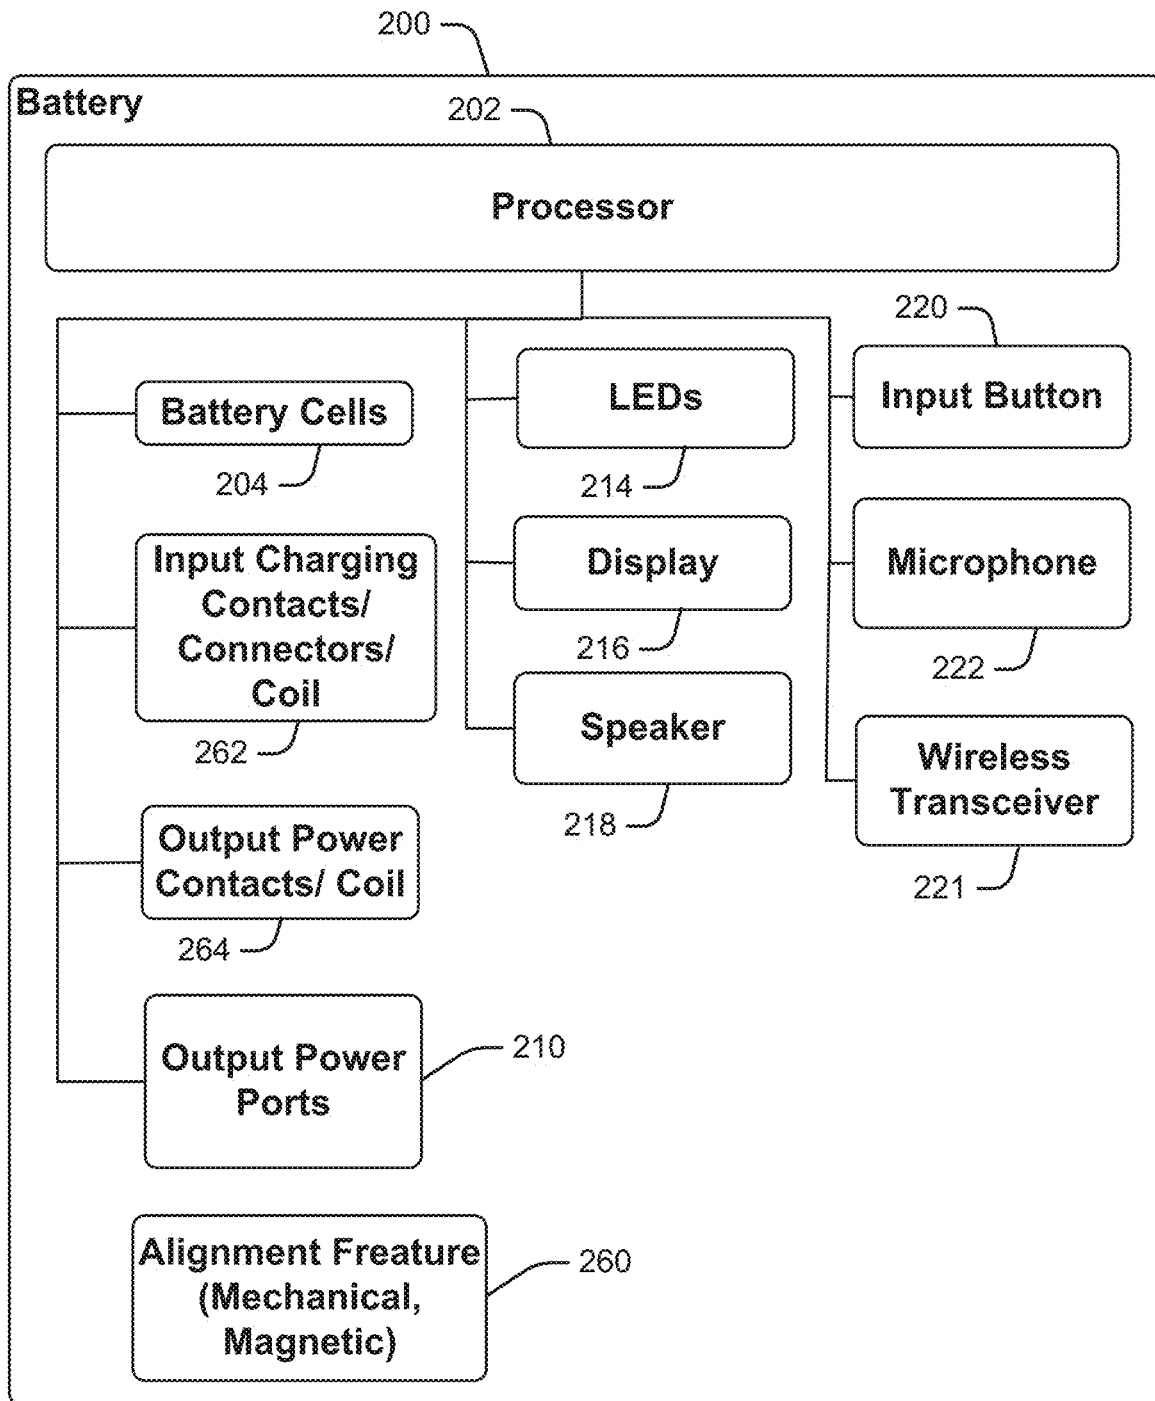 200
Battery
202
Processor
Battery Cells
204
Input Charging
Contacts/
Connectors/
Coil
262
Output Power
Contacts/ Coil
264
Output Power
Ports
210
Alignment Freature
(Mechanical,
Magnetic)
260
LEDs
214
Display
216
Speaker
218
220
Input Button
Microphone
222
Wireless
Transceiver
221